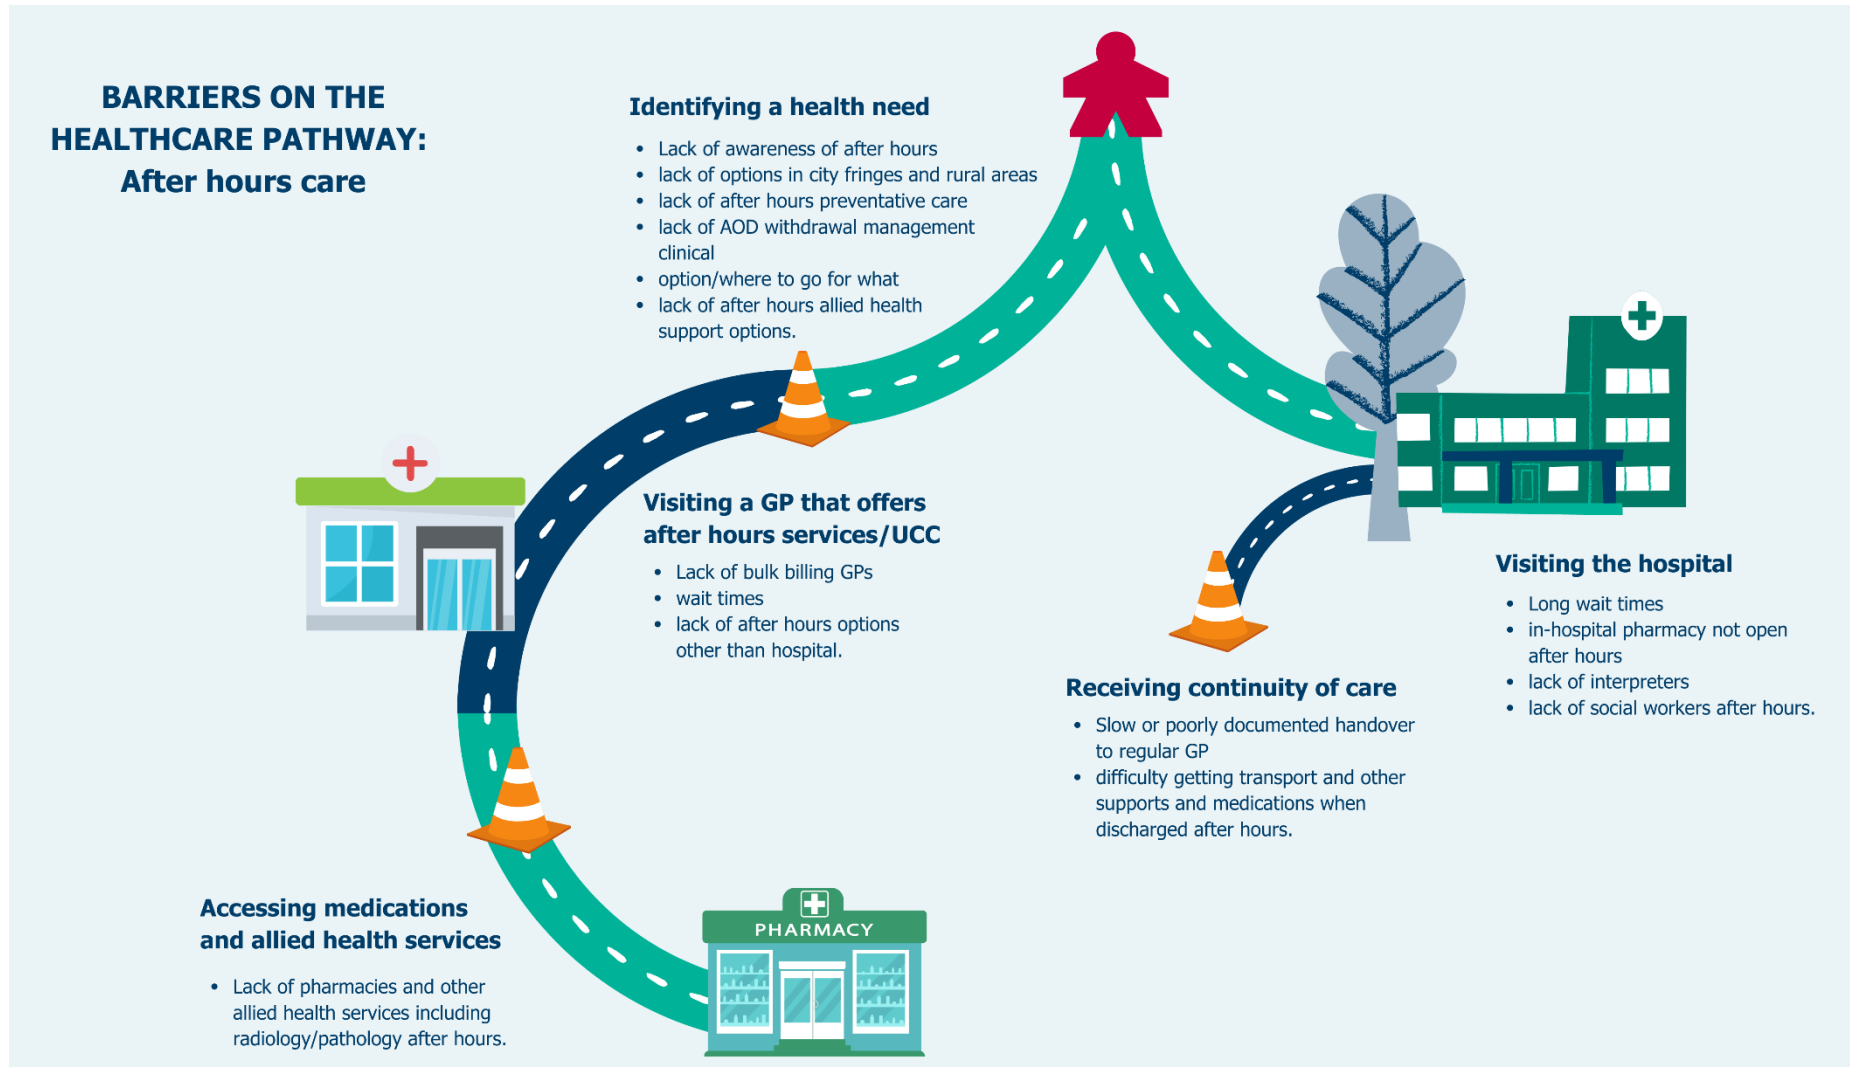 BARRIERS ON THE
HEALTHCARE PATHWAY:
After hours care
Identifying a health need
• Lack of awareness of after hours
• lack of options in city fringes and rural areas
• lack of after hours preventative care
• lack of AOD withdrawal management
clinical
• option/where to go for what
• lack of after hours allied health
support options.
Visiting a GP that offers
after hours services/UCC
• Lack of bulk billing GPs
• wait times
• lack of after hours options
other than hospital.
Accessing medications
and allied health services
• Lack of pharmacies and other
allied health services including
radiology/pathology after hours.
PHARMACY
Visiting the hospital
• Long wait times
• in-hospital pharmacy not open
after hours
• lack of interpreters
• lack of social workers after hours.
Receiving continuity of care
• Slow or poorly documented handover
to regular GP
• difficulty getting transport and other
supports and medications when
discharged after hours.